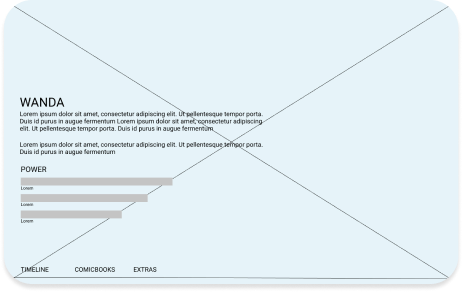 WANDA
Lorem ipsum dolor sit amet, consectetur adipiscing elit. Ut pellentesque tempor porta.
Duis id purus in augue fermentum Lorem ipsum dolor sit amet, consectetur adipiscing
elit. Ut pellentesque tempor porta. Duis id purus in augue fermentum
Lorem ipsum dolor sit amet, consectetur adipiscing elit. Ut pellentesque tempor porta.
Duis id purus in augue fermentum
POWER
Lorem
Lorem
Lorem
TIMELINE COMICBOOKS EXTRAS